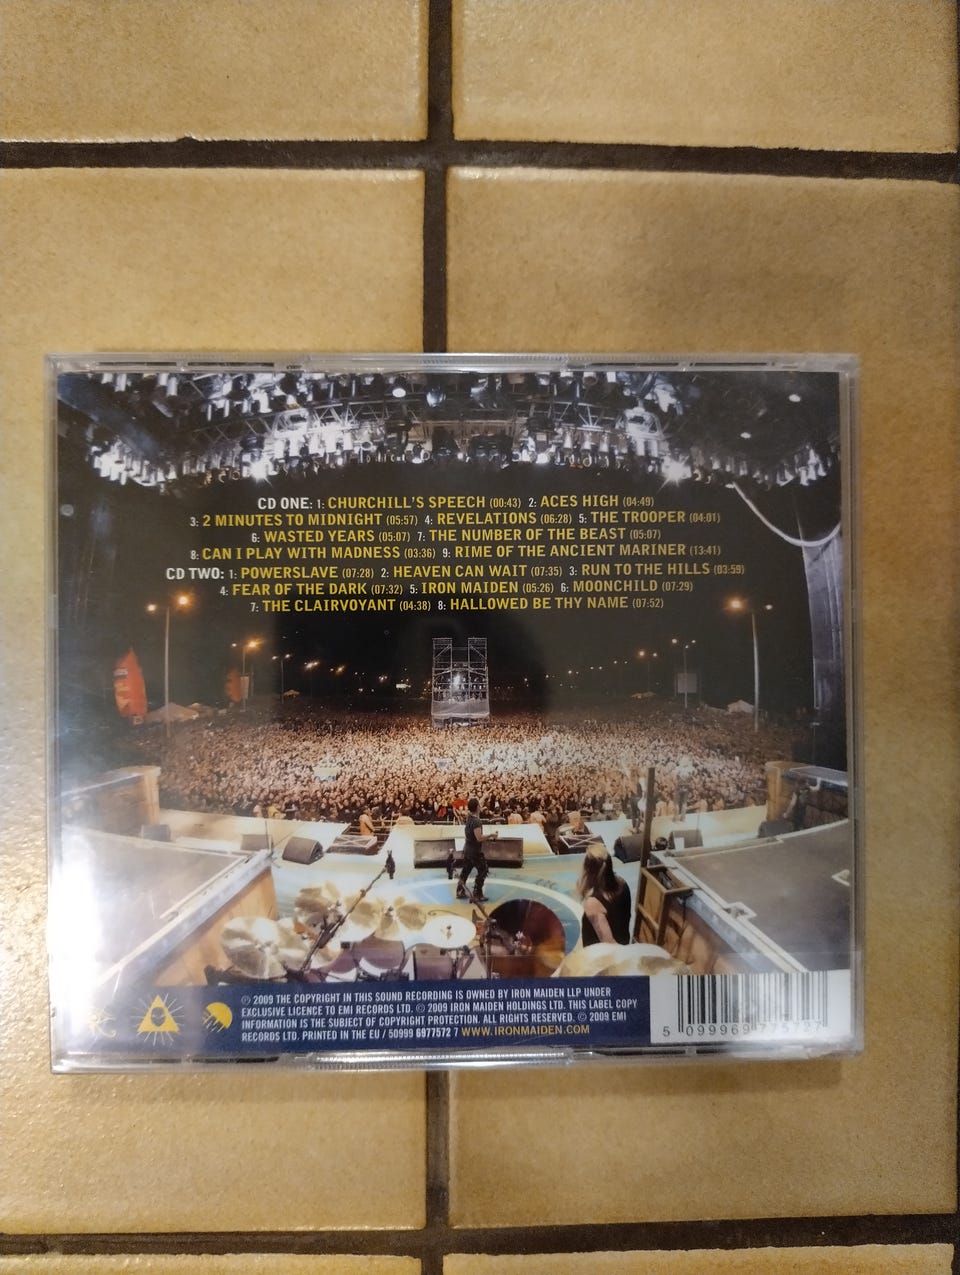 CD ONE: 1: CHURCHILL'S SPEECH (00:43) 2: ACES HIGH (04:49)
3: 2 MINUTES TO MIDNIGHT (05:57) 4: REVELATIONS (06:28) 5: THE TROOPER (04:01)
6: WASTED YEARS (05:07) 7: THE NUMBER OF THE BEAST (05:07)
8: CAN I PLAY WITH MADNESS (03:36) 9: RIME OF THE ANCIENT MARINER (13:41)
CD TWO: 1: POWERSLAVE (07:28) 2: HEAVEN CAN WAIT (07:35) 3: RUN TO THE HILLS (03:59)
4: FEAR OF THE DARK (07:32) 5: IRON MAIDEN (05:26) 6: MOONCHILD (07:29)
7: THE CLAIRVOYANT (04:38) 8: HALLOWED BE THY NAME (07:52)
℗ 2009 THE COPYRIGHT IN THIS SOUND RECORDING IS OWNED BY IRON MAIDEN LLP UNDER
EXCLUSIVE LICENCE TO EMI RECORDS LTD. © 2009 IRON MAIDEN HOLDINGS LTD. THIS LABEL COPY
INFORMATION IS THE SUBJECT OF COPYRIGHT PROTECTION. ALL RIGHTS RESERVED. © 2009 EMI
RECORDS LTD. PRINTED IN THE EU / 50999 6977572 7 WWW.IRONMAIDEN.COM
5 099969 775727